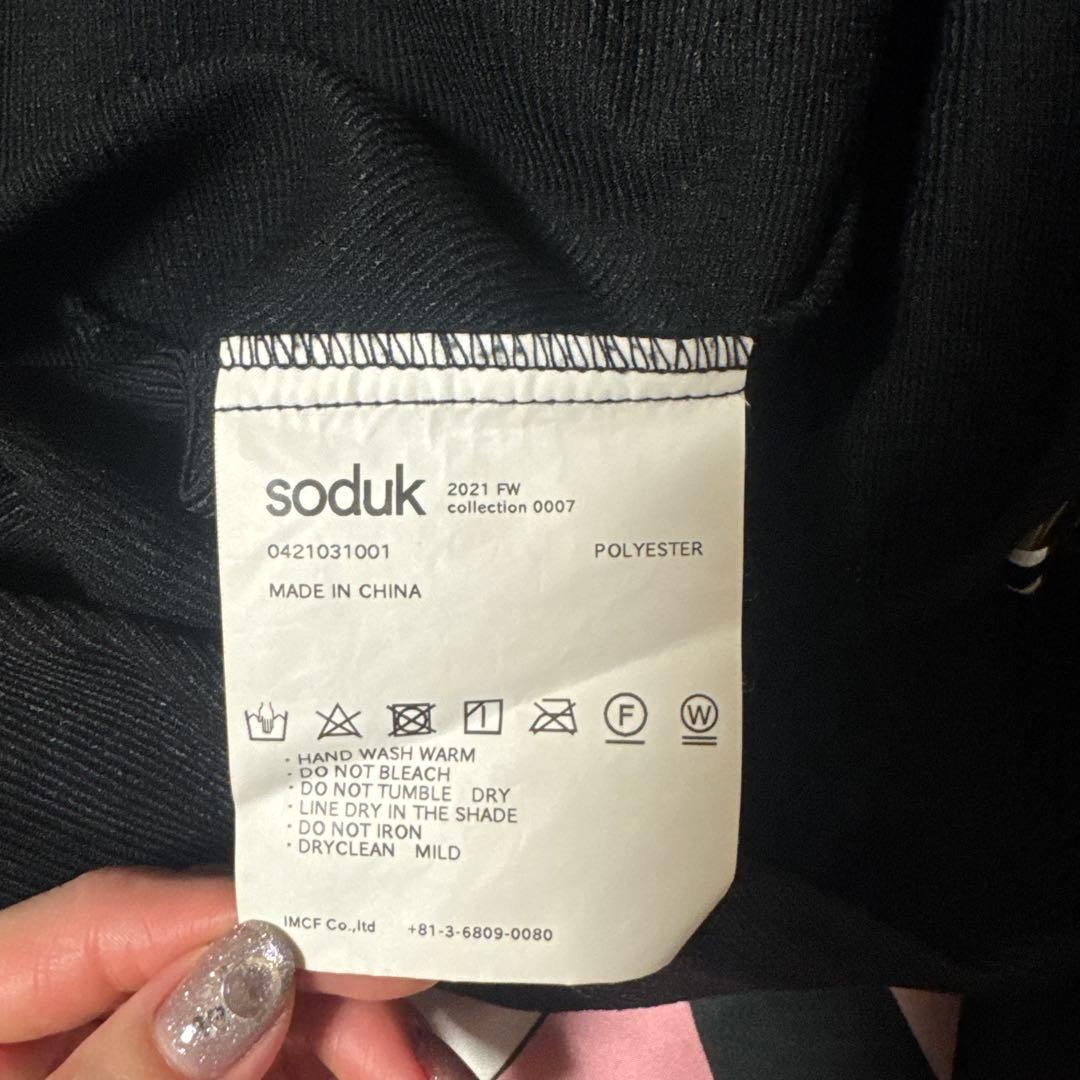 soduk 2021 FW
collection 0007
0421031001 POLYESTER
MADE IN CHINA
F W
· HAND WASH WARM
· DO NOT BLEACH
· DO NOT TUMBLE DRY
· LINE DRY IN THE SHADE
· DO NOT IRON
· DRYCLEAN MILD
IMCF Co.,ltd +81-3-6809-0080